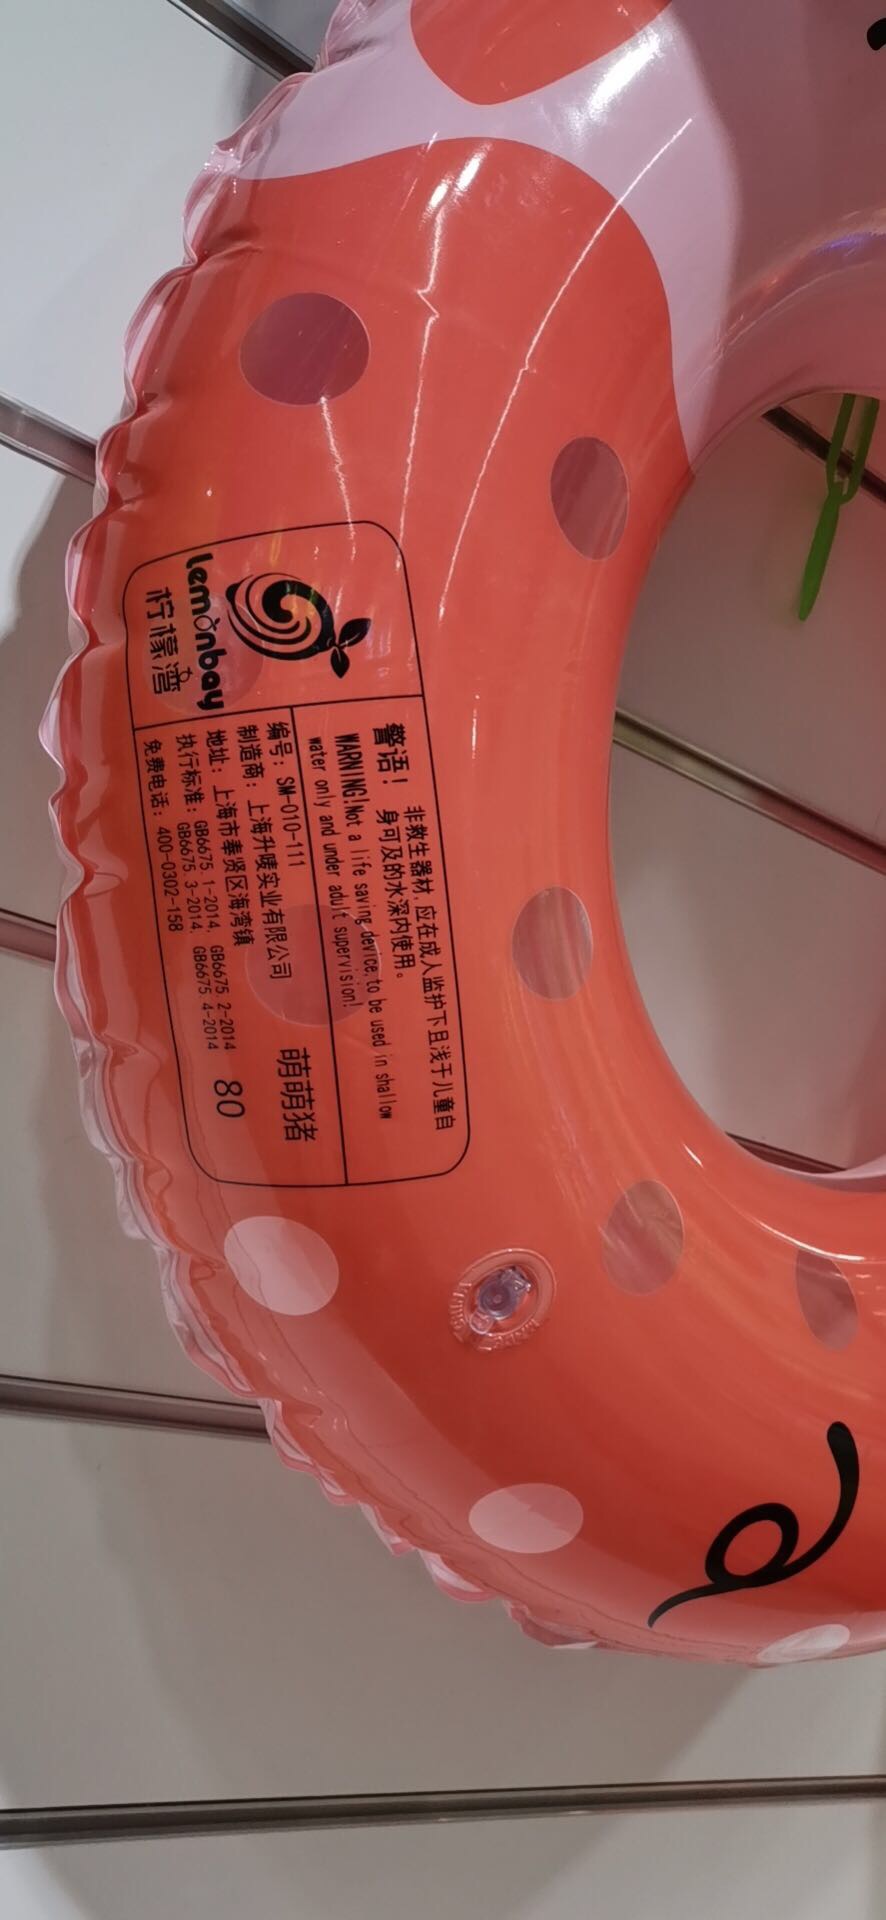 lemonbay
柠檬湾
警语！ 非救生器材,应在成人监护下且浅于儿童自
身可及的水深内使用。
WARNING!Not a life saving device,to be used in shallow
water only and under adult supervision!
编号：SM-010-111
制造商：上海升唛实业有限公司
地址：上海市奉贤区海湾镇
执行标准：GB6675.1-2014、GB6675.2-2014
GB6675.3-2014、GB6675.4-2014
免费电话：400-0302-158
萌萌猪
80